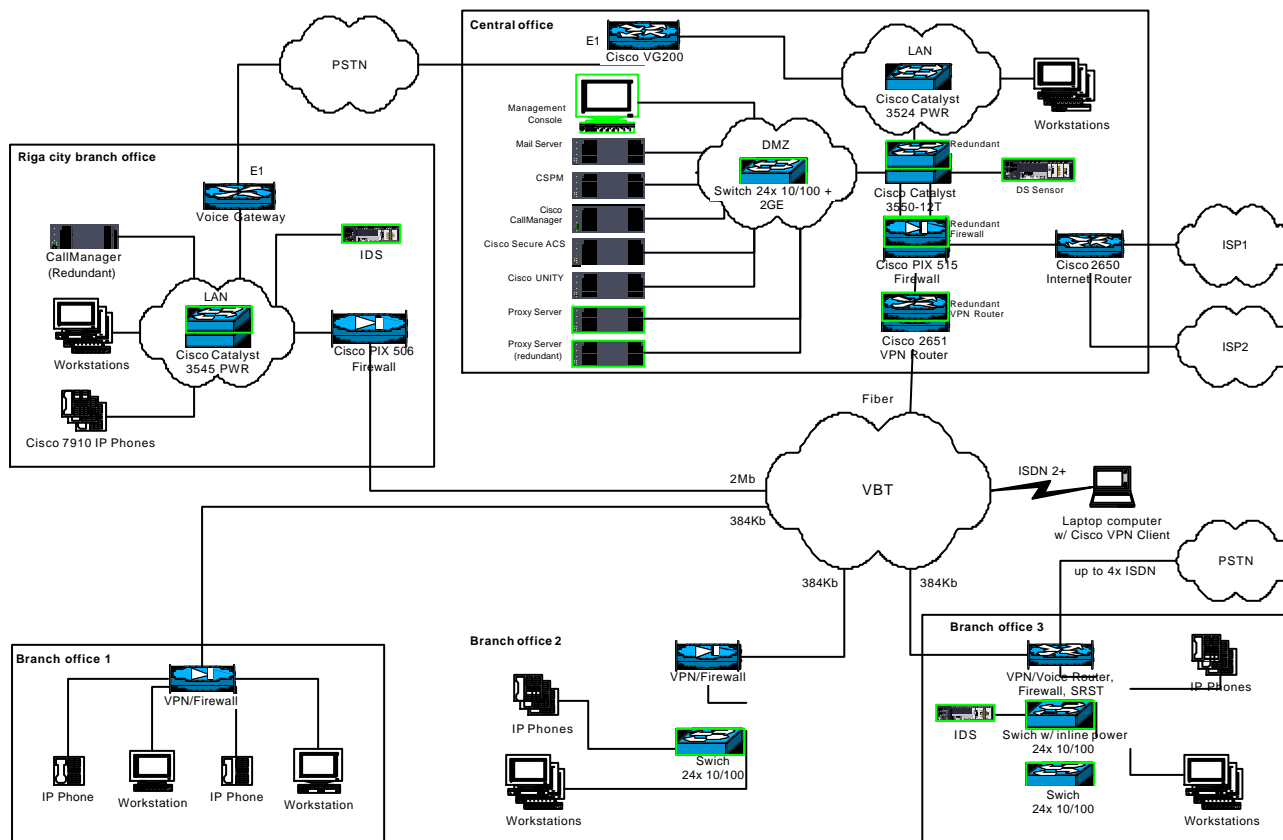 Central office
E1
Cisco VG200
PSTN
LAN
Cisco Catalyst
3524 PWR
Workstations
Management
Console
Mail Server
CSPM
Cisco
CallManager
Cisco Secure ACS
Cisco UNITY
Proxy Server
Proxy Server
(redundant)
DMZ
Switch 24x 10/100 +
2GE
Redundant
Cisco Catalyst
3550-12T
DS Sensor
Redundant
Firewall
Cisco PIX 515
Firewall
Cisco 2650
Internet Router
ISP1
ISP2
Redundant
VPN Router
Cisco 2651
VPN Router
Fiber
Riga city branch office
E1
Voice Gateway
CallManager
(Redundant)
IDS
LAN
Cisco Catalyst
3545 PWR
Workstations
Cisco PIX 506
Firewall
Cisco 7910 IP Phones
2Mb
384Kb
VBT
ISDN 2+
Laptop computer
w/ Cisco VPN Client
384Kb
384Kb
up to 4x ISDN
PSTN
Branch office 1
VPN/Firewall
IP Phone
Workstation
IP Phone
Workstation
Branch office 2
VPN/Firewall
IP Phones
Swich
24x 10/100
Workstations
Branch office 3
VPN/Voice Router,
Firewall, SRST
IP Phones
IDS
Swich w/ inline power
24x 10/100
Swich
24x 10/100
Workstations